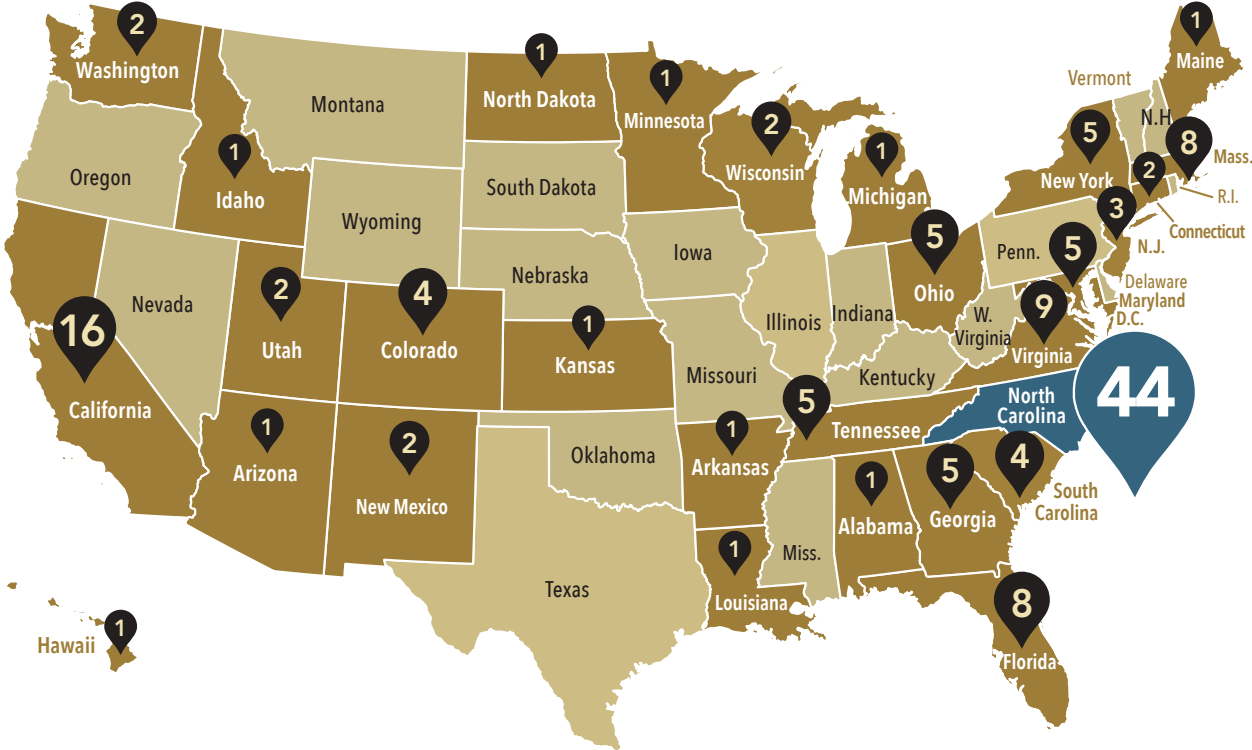 2
Washington
Montana
1
North Dakota
1
Minnesota
1
Maine
Vermont
N.H.
Oregon
1
Idaho
Wyoming
South Dakota
2
Wisconsin
1
Michigan
5
New York
8
Mass.
2
R.I.
Connecticut
3
N.J.
Nevada
2
Utah
4
Colorado
Nebraska
Iowa
1
Kansas
Illinois
Indiana
5
Ohio
Penn.
5
Delaware
Maryland
D.C.
W.
Virginia
9
Virginia
16
California
Missouri
Kentucky
North
Carolina
44
1
Arizona
2
New Mexico
Oklahoma
1
Arkansas
5
Tennessee
4
South
Carolina
Texas
1
Louisiana
Miss.
1
Alabama
5
Georgia
8
Florida
Hawaii
1